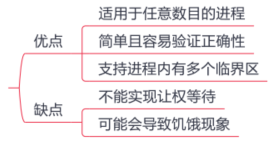 适用于任意数目的进程
优点
简单且容易验证正确性
支持进程内有多个临界区
不能实现让权等待
缺点
可能会导致饥饿现象